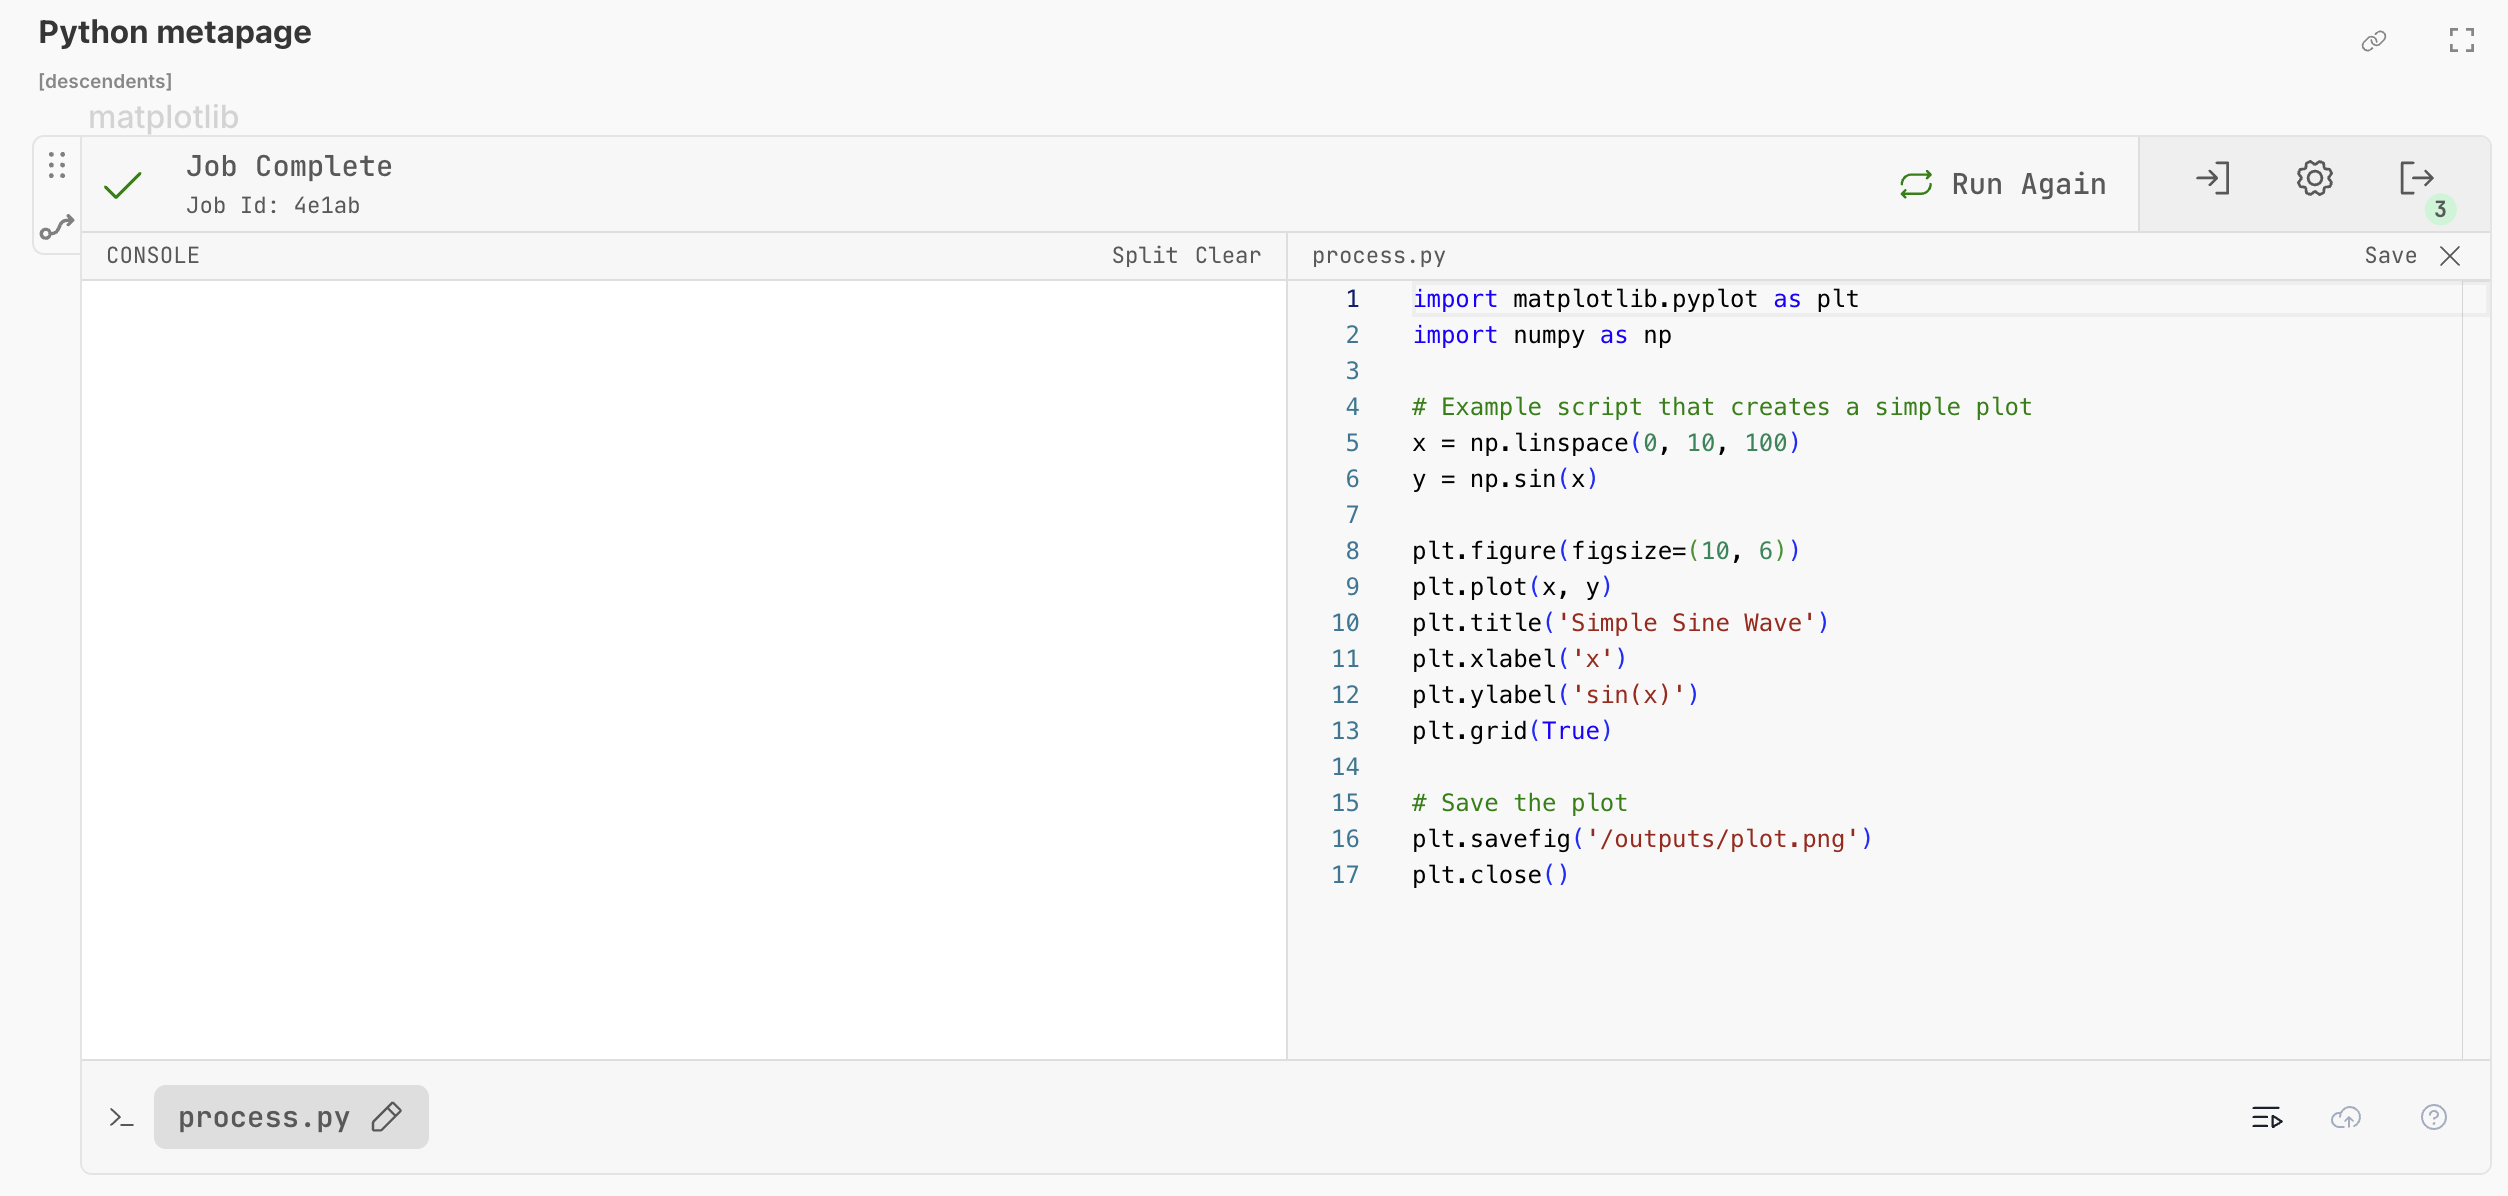 Python metapage
[descendents]
matplotlib
Job Complete
Job Id: 4e1ab
Run Again
3
CONSOLE
Split Clear
process.py
Save
1 import matplotlib.pyplot as plt
2 import numpy as np
3
4 # Example script that creates a simple plot
5 x = np.linspace(0, 10, 100)
6 y = np.sin(x)
7
8 plt.figure(figsize=(10, 6))
9 plt.plot(x, y)
10 plt.title('Simple Sine Wave')
11 plt.xlabel('x')
12 plt.ylabel('sin(x)')
13 plt.grid(True)
14
15 # Save the plot
16 plt.savefig('/outputs/plot.png')
17 plt.close()
process.py